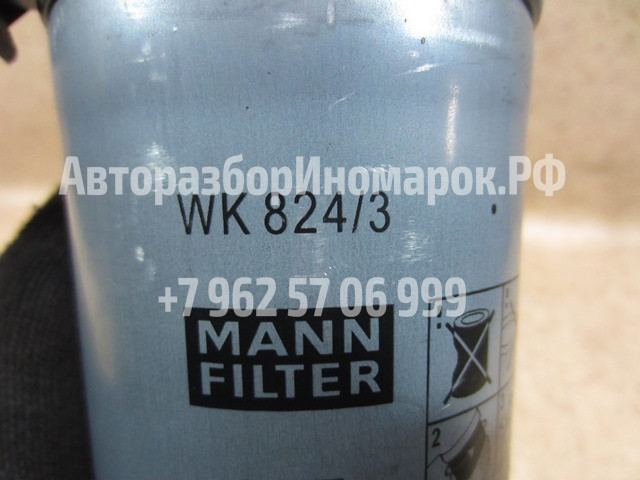 АвторазборИномарок.РФ
WK 824/3
+7 962 57 06 999
MANN
FILTER
2